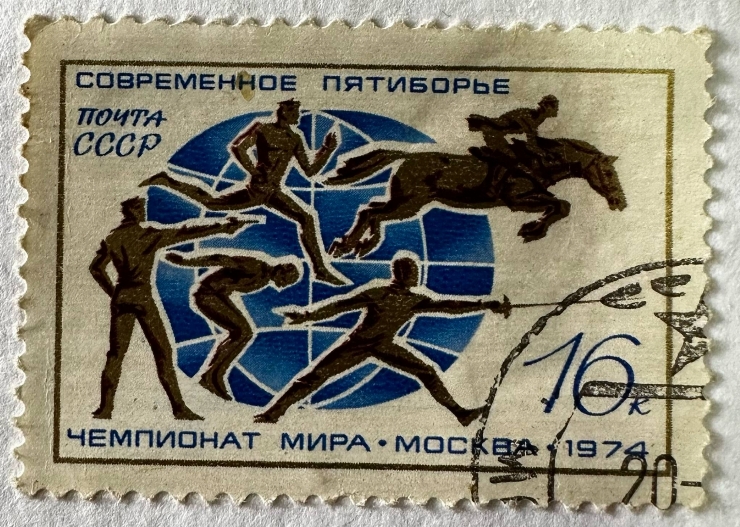 СОВРЕМЕННОЕ ПЯТИБОРЬЕ
ПОЧТА
СССР
16к
ЧЕМПИОНАТ МИРА • МОСКВА • 1974
20-